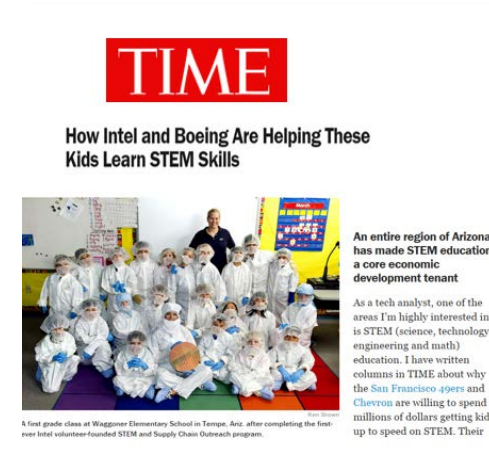 TIME
How Intel and Boeing Are Helping These
Kids Learn STEM Skills
March
An entire region of Arizona
has made STEM education
a core economic
development tenant
As a tech analyst, one of the
areas I'm highly interested in
is STEM (science, technology
engineering and math)
education. I have written
columns in TIME about why
the San Francisco 49ers and
Chevron are willing to spend
millions of dollars getting kid
up to speed on STEM. Their
Ken Brown
A first grade class at Waggoner Elementary School in Tempe, Ariz. after completing the first-
ever Intel volunteer-founded STEM and Supply Chain Outreach program.